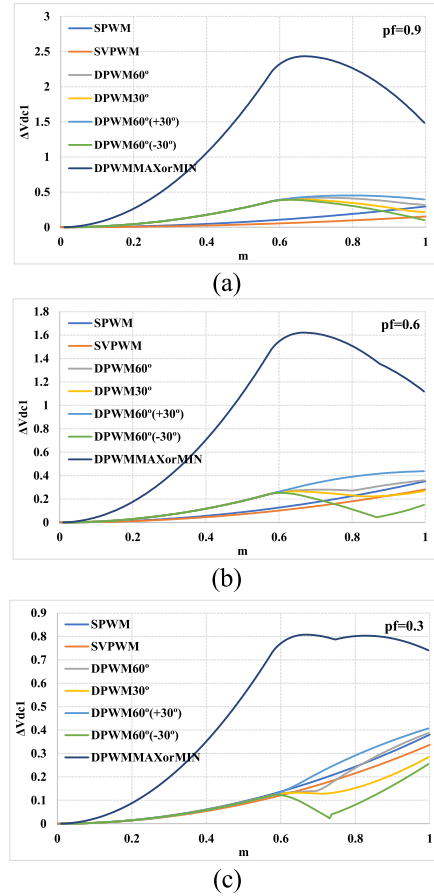 3
2.5
2
1.5
1
0.5
0
ΔVdc1
pf=0.9
SPWM
SVPWM
DPWM60º
DPWM30º
DPWM60º(+30º)
DPWM60º(-30º)
DPWMMAXorMIN
0 0.2 0.4 0.6 0.8 1
m
(a)
1.8
1.6
1.4
1.2
1
0.8
0.6
0.4
0.2
0
ΔVdc1
pf=0.6
SPWM
SVPWM
DPWM60º
DPWM30º
DPWM60º(+30º)
DPWM60º(-30º)
DPWMMAXorMIN
0 0.2 0.4 0.6 0.8 1
m
(b)
0.9
0.8
0.7
0.6
0.5
0.4
0.3
0.2
0.1
0
ΔVdc1
pf=0.3
SPWM
SVPWM
DPWM60º
DPWM30º
DPWM60º(+30º)
DPWM60º(-30º)
DPWMMAXorMIN
0 0.2 0.4 0.6 0.8 1
m
(c)